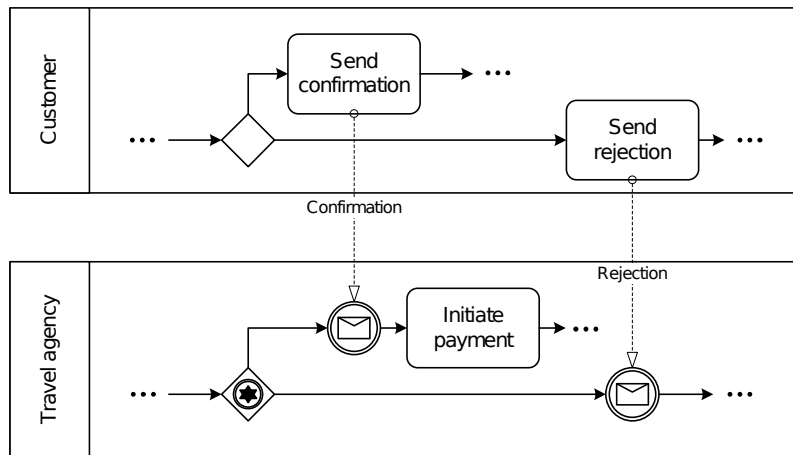 Customer
Send
confirmation
...
...
Send
rejection
...
Confirmation
Rejection
Travel agency
Initiate
payment
...
...
...